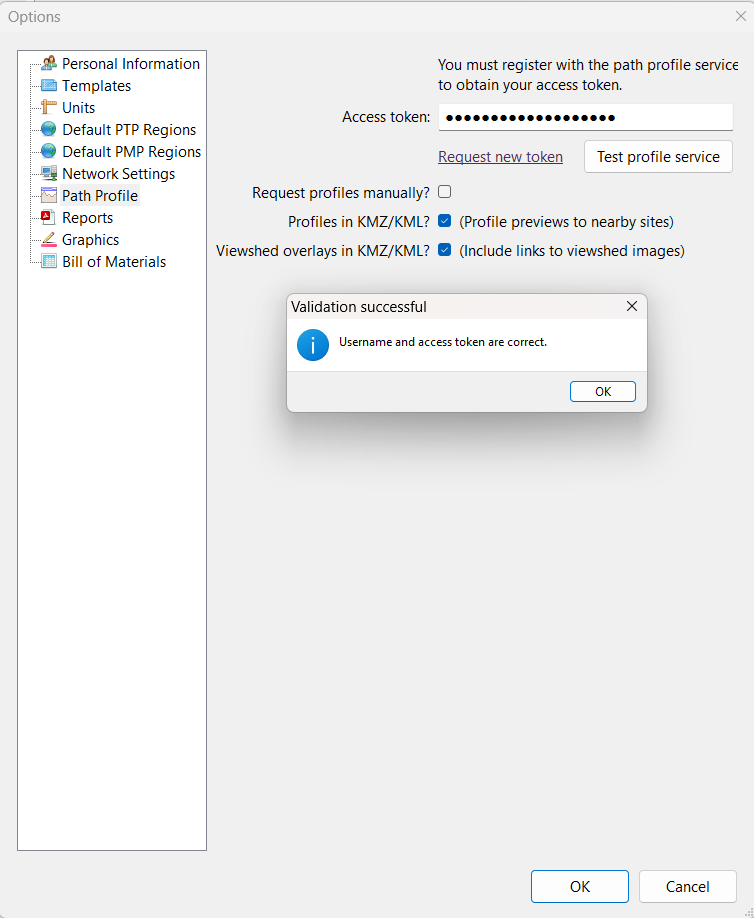 Options
Personal Information
Templates
Units
Default PTP Regions
Default PMP Regions
Network Settings
Path Profile
Reports
Graphics
Bill of Materials
You must register with the path profile service
to obtain your access token.
Access token: ●●●●●●●●●●●●●●●●●●●
Request new token
Test profile service
Request profiles manually?
Profiles in KMZ/KML? (Profile previews to nearby sites)
Viewshed overlays in KMZ/KML? (Include links to viewshed images)
Validation successful
Username and access token are correct.
OK
OK
Cancel